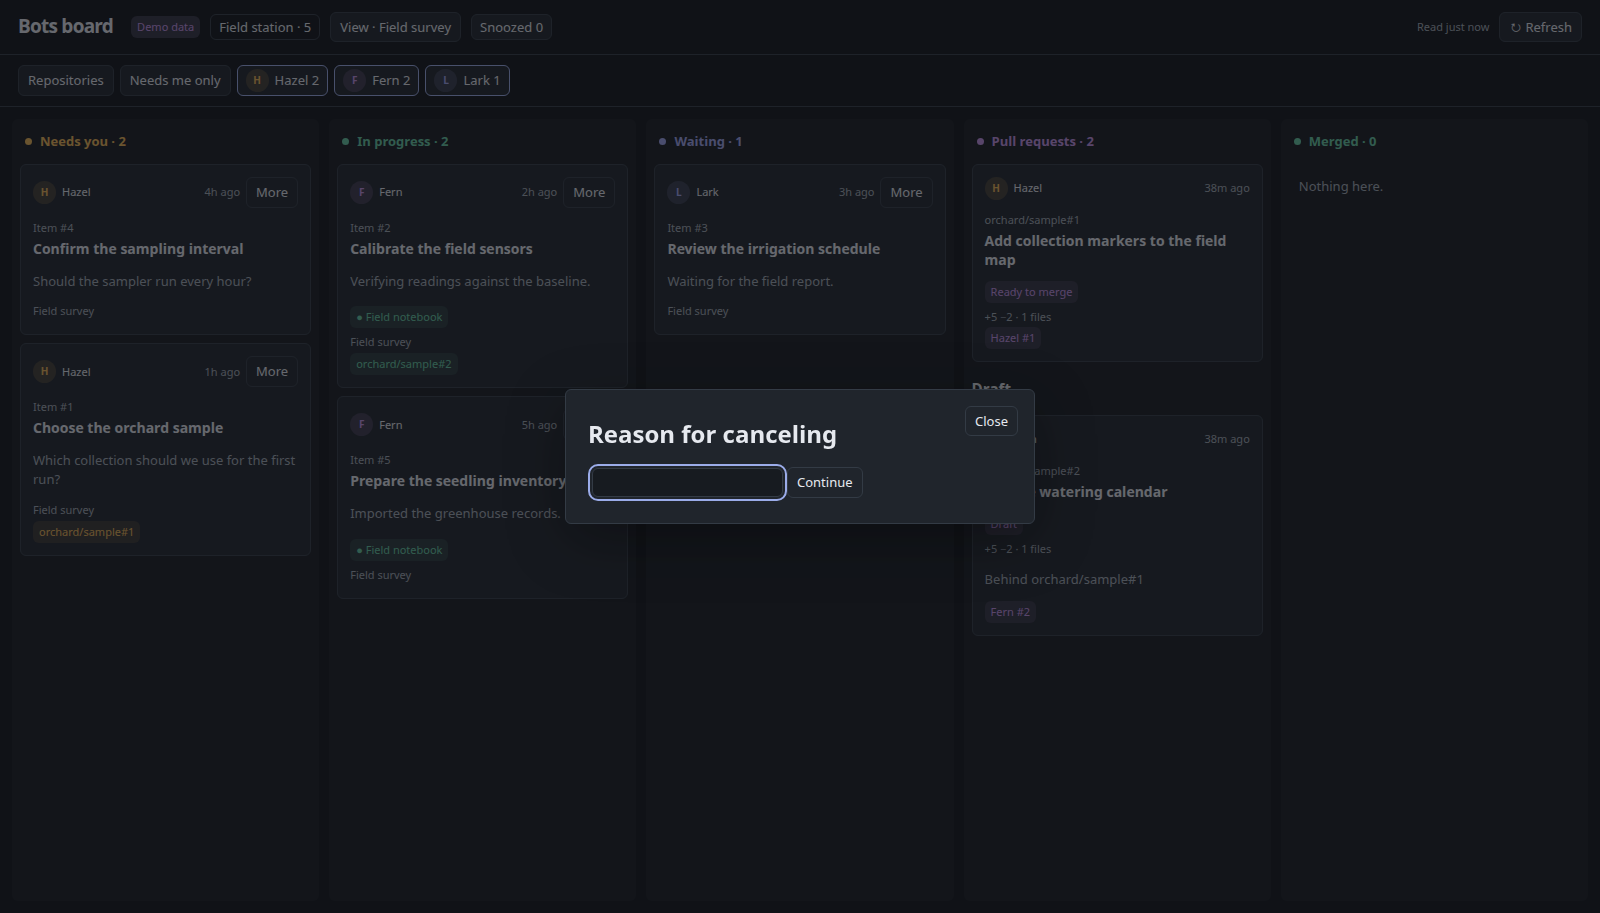 Bots board
Demo data
Field station · 5
View · Field survey
Snoozed 0
Read just now
↻ Refresh
Repositories
Needs me only
H Hazel 2
F Fern 2
L Lark 1
Needs you · 2
H Hazel
4h ago
More
Item #4
Confirm the sampling interval
Should the sampler run every hour?
Field survey
H Hazel
1h ago
More
Item #1
Choose the orchard sample
Which collection should we use for the first
run?
Field survey
orchard/sample#1
In progress · 2
F Fern
2h ago
More
Item #2
Calibrate the field sensors
Verifying readings against the baseline.
● Field notebook
Field survey
orchard/sample#2
F Fern
5h ago
Item #5
Prepare the seedling inventory
Imported the greenhouse records.
● Field notebook
Field survey
Waiting · 1
L Lark
3h ago
More
Item #3
Review the irrigation schedule
Waiting for the field report.
Field survey
Reason for canceling
Close
Continue
Pull requests · 2
H Hazel
38m ago
orchard/sample#1
Add collection markers to the field
map
Ready to merge
+5 −2 · 1 files
Hazel #1
Draft
38m ago
ample#2
watering calendar
Draft
+5 −2 · 1 files
Behind orchard/sample#1
Fern #2
Merged · 0
Nothing here.